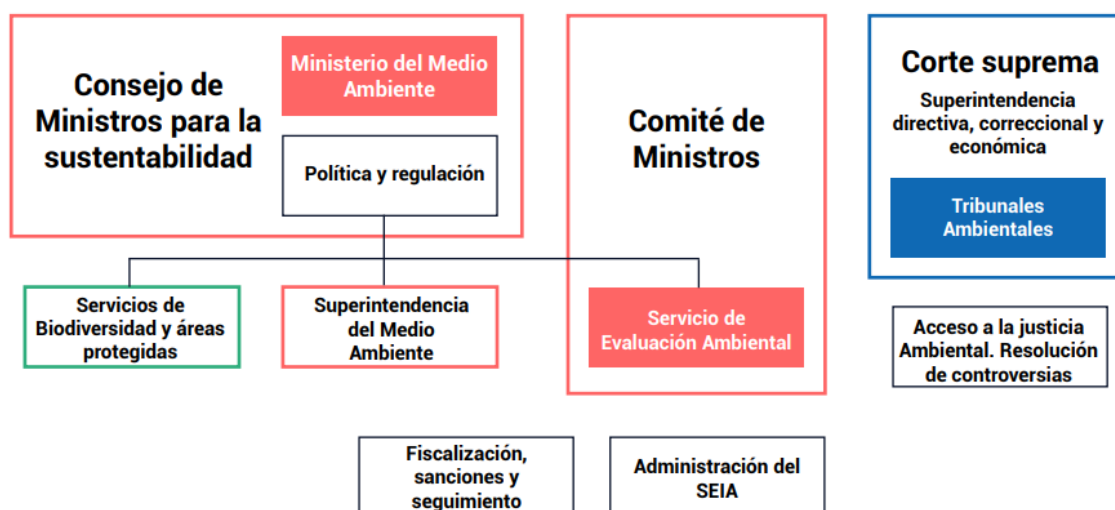 Consejo de
Ministros para la
sustentabilidad
Ministerio del Medio
Ambiente
Política y regulación
Comité de
Ministros
Corte suprema
Superintendencia
directiva, correccional y
económica
Tribunales
Ambientales
Servicios de
Biodiversidad y áreas
protegidas
Superintendencia
del Medio
Ambiente
Servicio de
Evaluación Ambiental
Acceso a la justicia
Ambiental. Resolución
de controversias
Fiscalización,
sanciones y
seguimiento
Administración del
SEIA